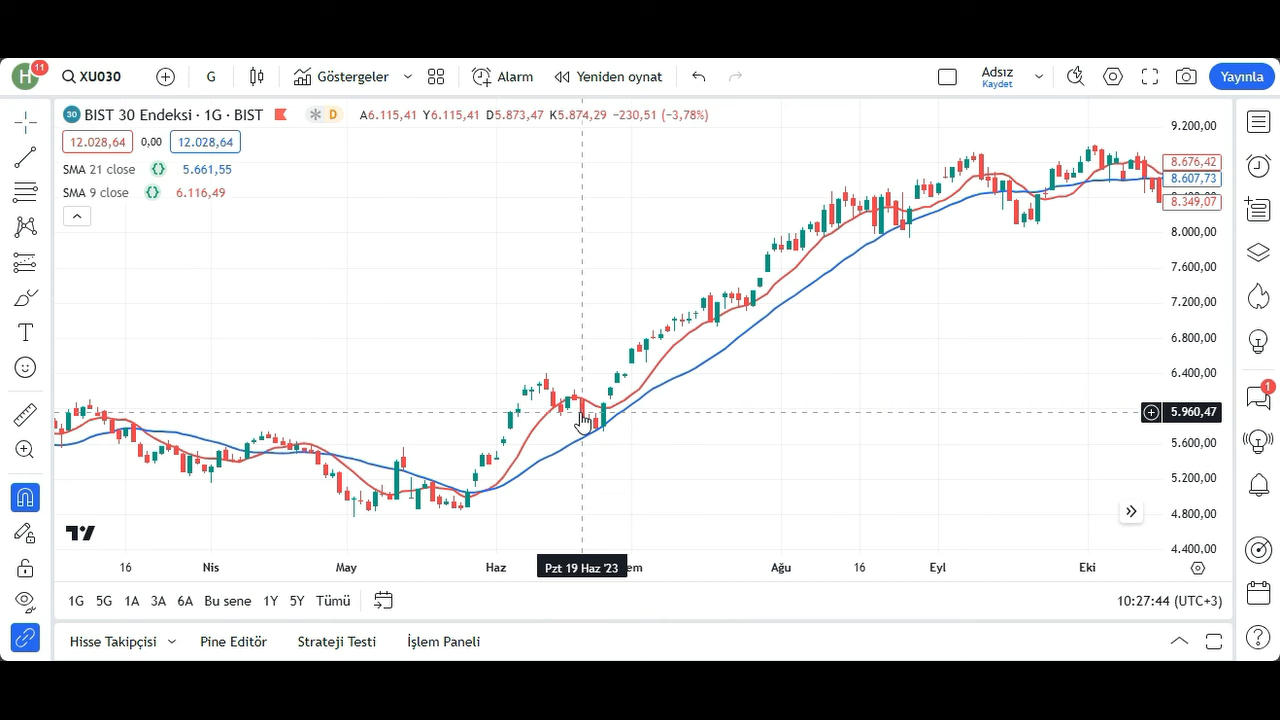 H 11 XU030 G Göstergeler Alarm Yeniden oynat Adsız Kaydet Yayınla
30 BIST 30 Endeksi · 1G · BIST D A6.115,41 Y6.115,41 D5.873,47 K5.874,29 −230,51 (−3,78%)
12.028,64 0,00 12.028,64
SMA 21 close 5.661,55
SMA 9 close 6.116,49
9.200,00
8.676,42
8.607,73
8.349,07
8.000,00
7.600,00
7.200,00
6.800,00
6.400,00
5.960,47
5.600,00
5.200,00
4.800,00
4.400,00
1
16 Nis May Haz Pzt 19 Haz '23 Ağu 16 Eyl Eki
1G 5G 1A 3A 6A Bu sene 1Y 5Y Tümü 10:27:44 (UTC+3)
Hisse Takipçisi Pine Editör Strateji Testi İşlem Paneli